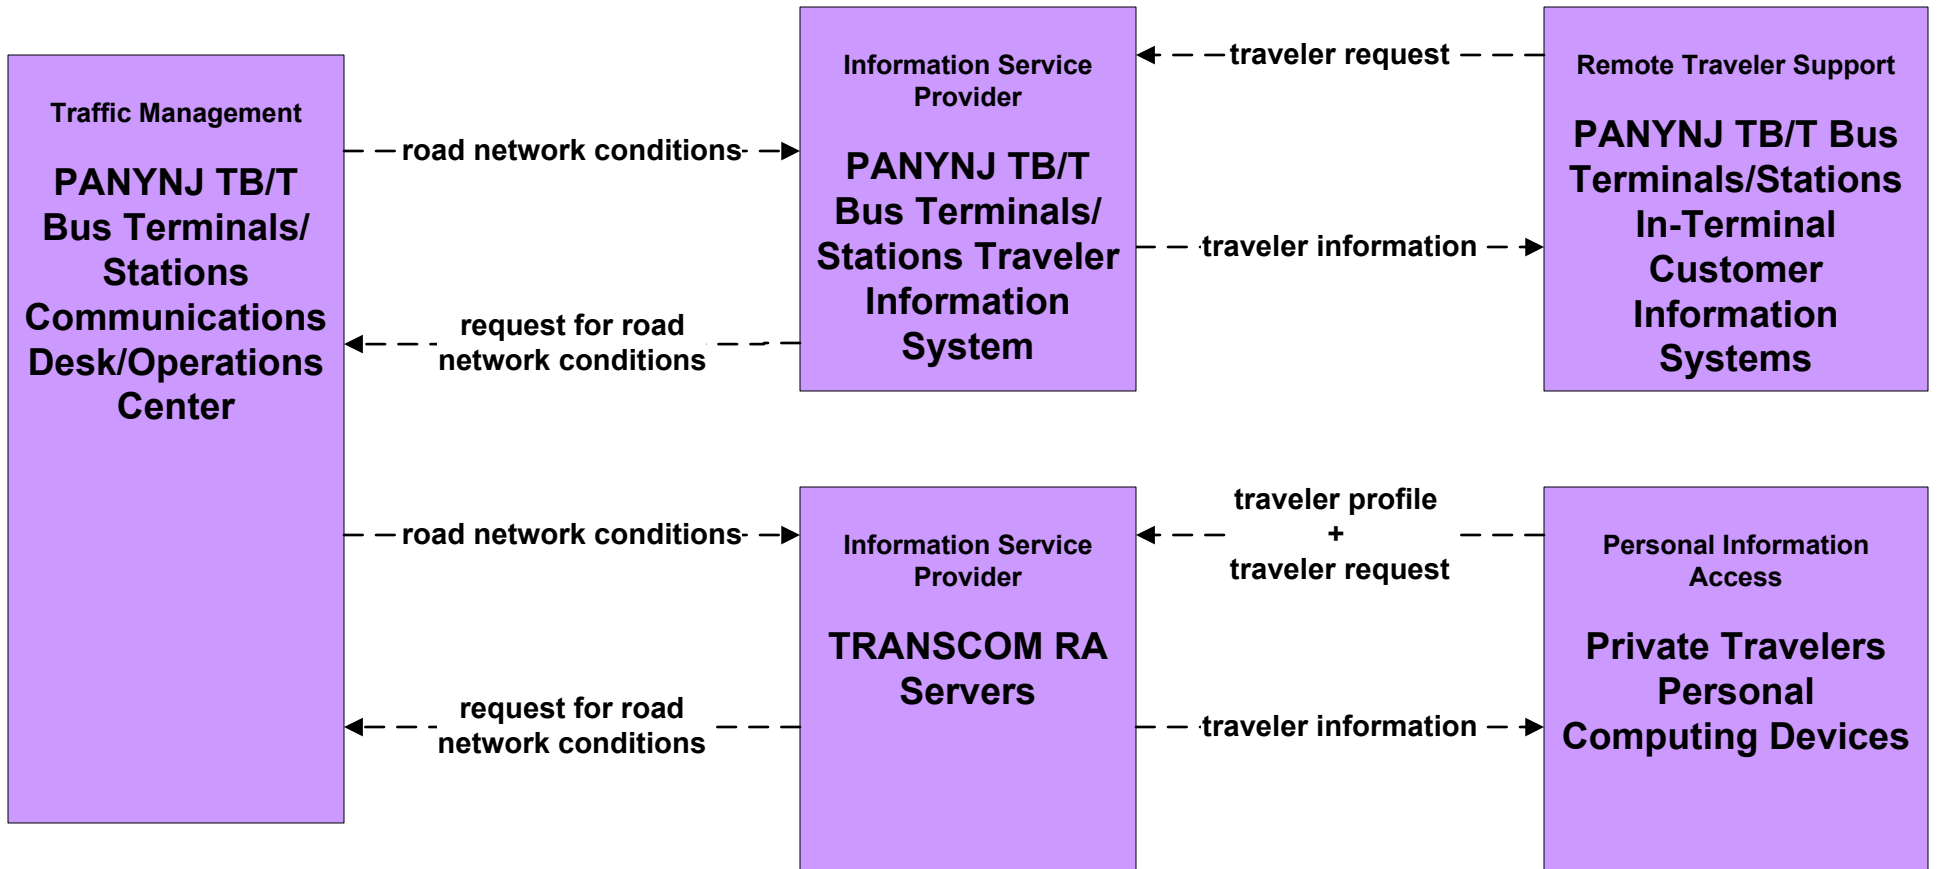 Traffic Management
PANYNJ TB/T
Bus Terminals/
Stations
Communications
Desk/Operations
Center
road network conditions
request for road
network conditions
road network conditions
request for road
network conditions
Information Service
Provider
PANYNJ TB/T
Bus Terminals/
Stations Traveler
Information
System
Information Service
Provider
TRANSCOM RA
Servers
traveler request
traveler information
traveler profile
+
traveler request
traveler information
Remote Traveler Support
PANYNJ TB/T Bus
Terminals/Stations
In-Terminal
Customer
Information
Systems
Personal Information
Access
Private Travelers
Personal
Computing Devices